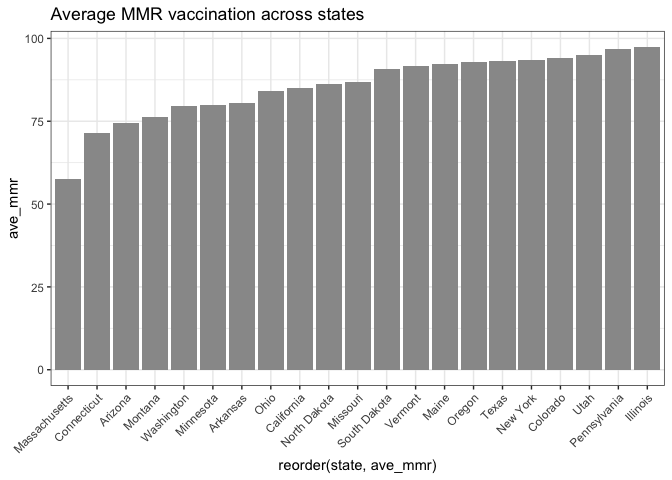 Average MMR vaccination across states
100
75
50
25
0
ave_mmr
Massachusetts
Connecticut
Arizona
Montana
Washington
Minnesota
Arkansas
Ohio
California
North Dakota
Missouri
South Dakota
Vermont
Maine
Oregon
Texas
New York
Colorado
Utah
Pennsylvania
Illinois
reorder(state, ave_mmr)